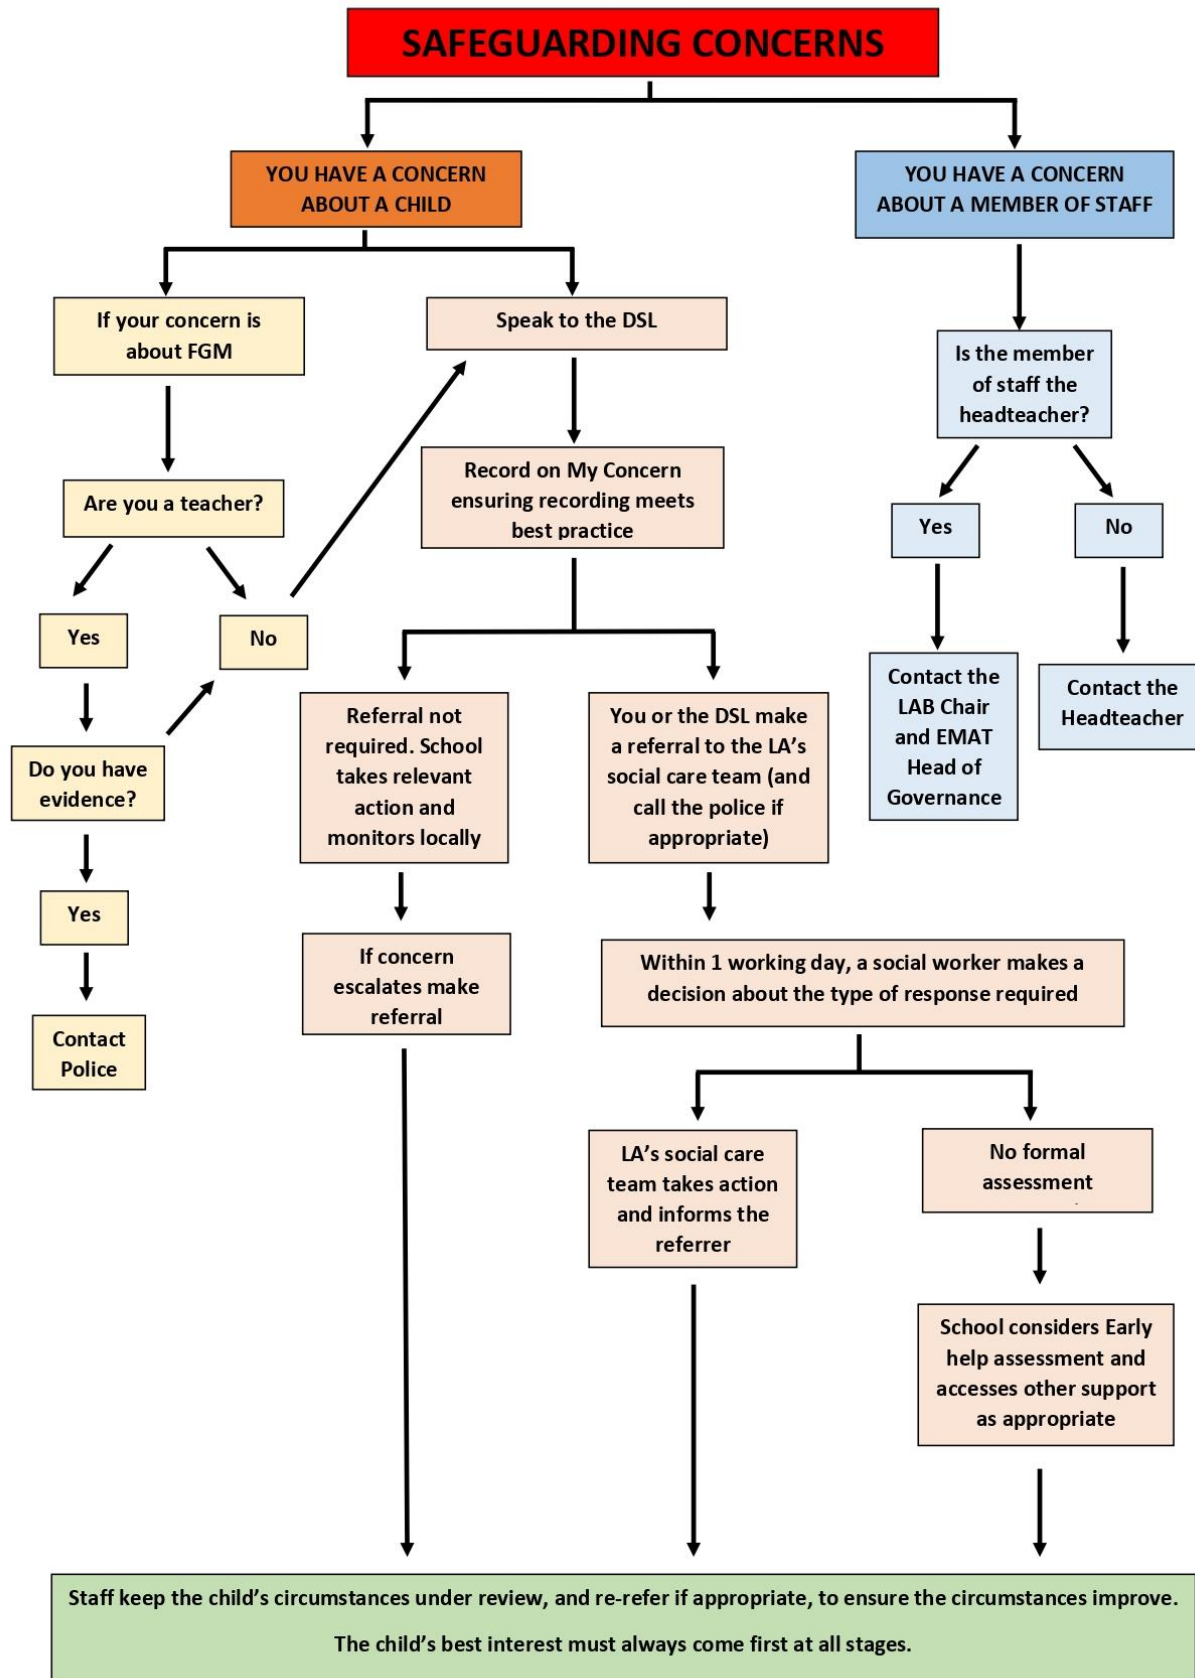 SAFEGUARDING CONCERNS
YOU HAVE A CONCERN
ABOUT A CHILD
YOU HAVE A CONCERN
ABOUT A MEMBER OF STAFF
If your concern is
about FGM
Speak to the DSL
Is the member
of staff the
headteacher?
Are you a teacher?
Record on My Concern
ensuring recording meets
best practice
Yes
No
Yes
No
Do you have
evidence?
Referral not
required. School
takes relevant
action and
monitors locally
You or the DSL make
a referral to the LA’s
social care team (and
call the police if
appropriate)
Contact the
LAB Chair
and EMAT
Head of
Governance
Contact the
Headteacher
Yes
Contact
Police
If concern
escalates make
referral
Within 1 working day, a social worker makes a
decision about the type of response required
LA’s social care
team takes action
and informs the
referrer
No formal
assessment
School considers Early
help assessment and
accesses other support
as appropriate
Staff keep the child’s circumstances under review, and re-refer if appropriate, to ensure the circumstances improve.
The child’s best interest must always come first at all stages.